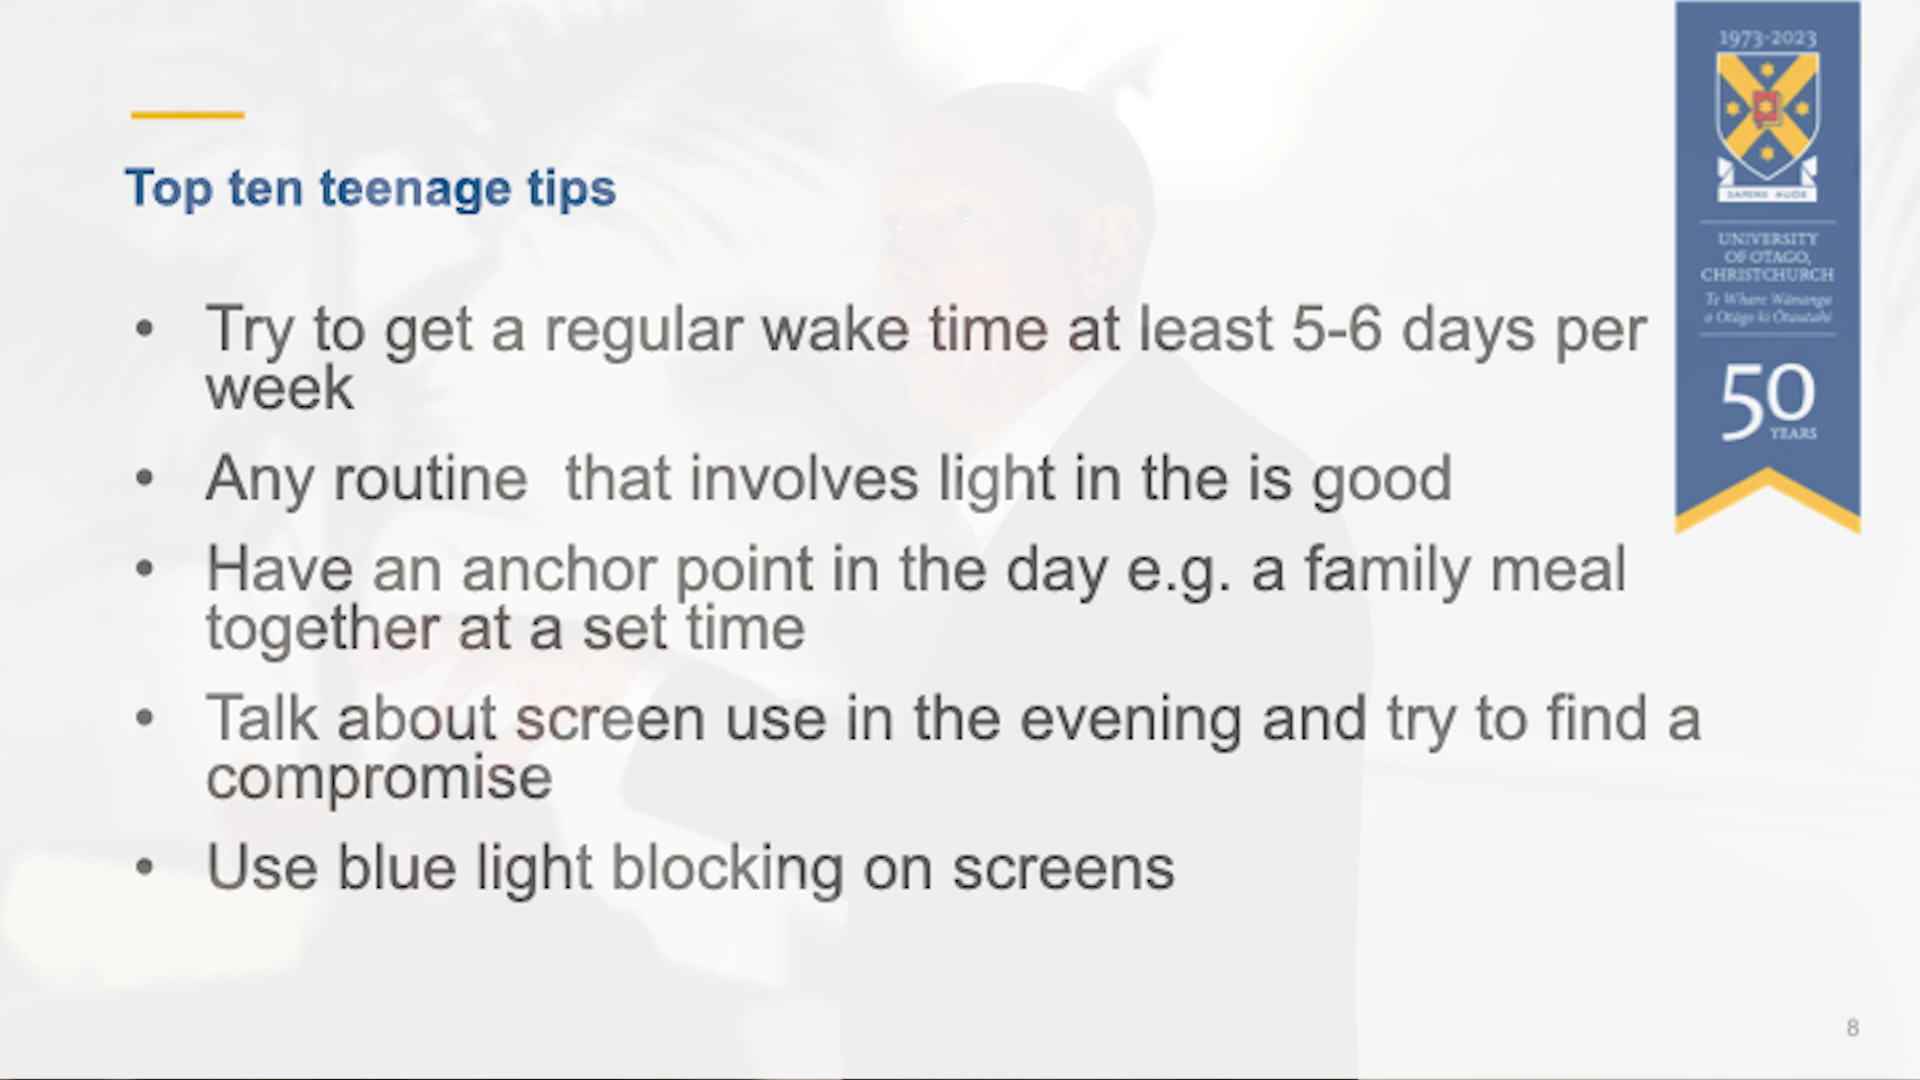 Top ten teenage tips
• Try to get a regular wake time at least 5-6 days per
week
• Any routine  that involves light in the is good
• Have an anchor point in the day e.g. a family meal
together at a set time
• Talk about screen use in the evening and try to find a
compromise
• Use blue light blocking on screens
1973-2023
SAPERE AUDE
UNIVERSITY
OF OTAGO,
CHRISTCHURCH
Te Whare Wānanga
o Otāgo ki Ōtautahi
50
YEARS
8